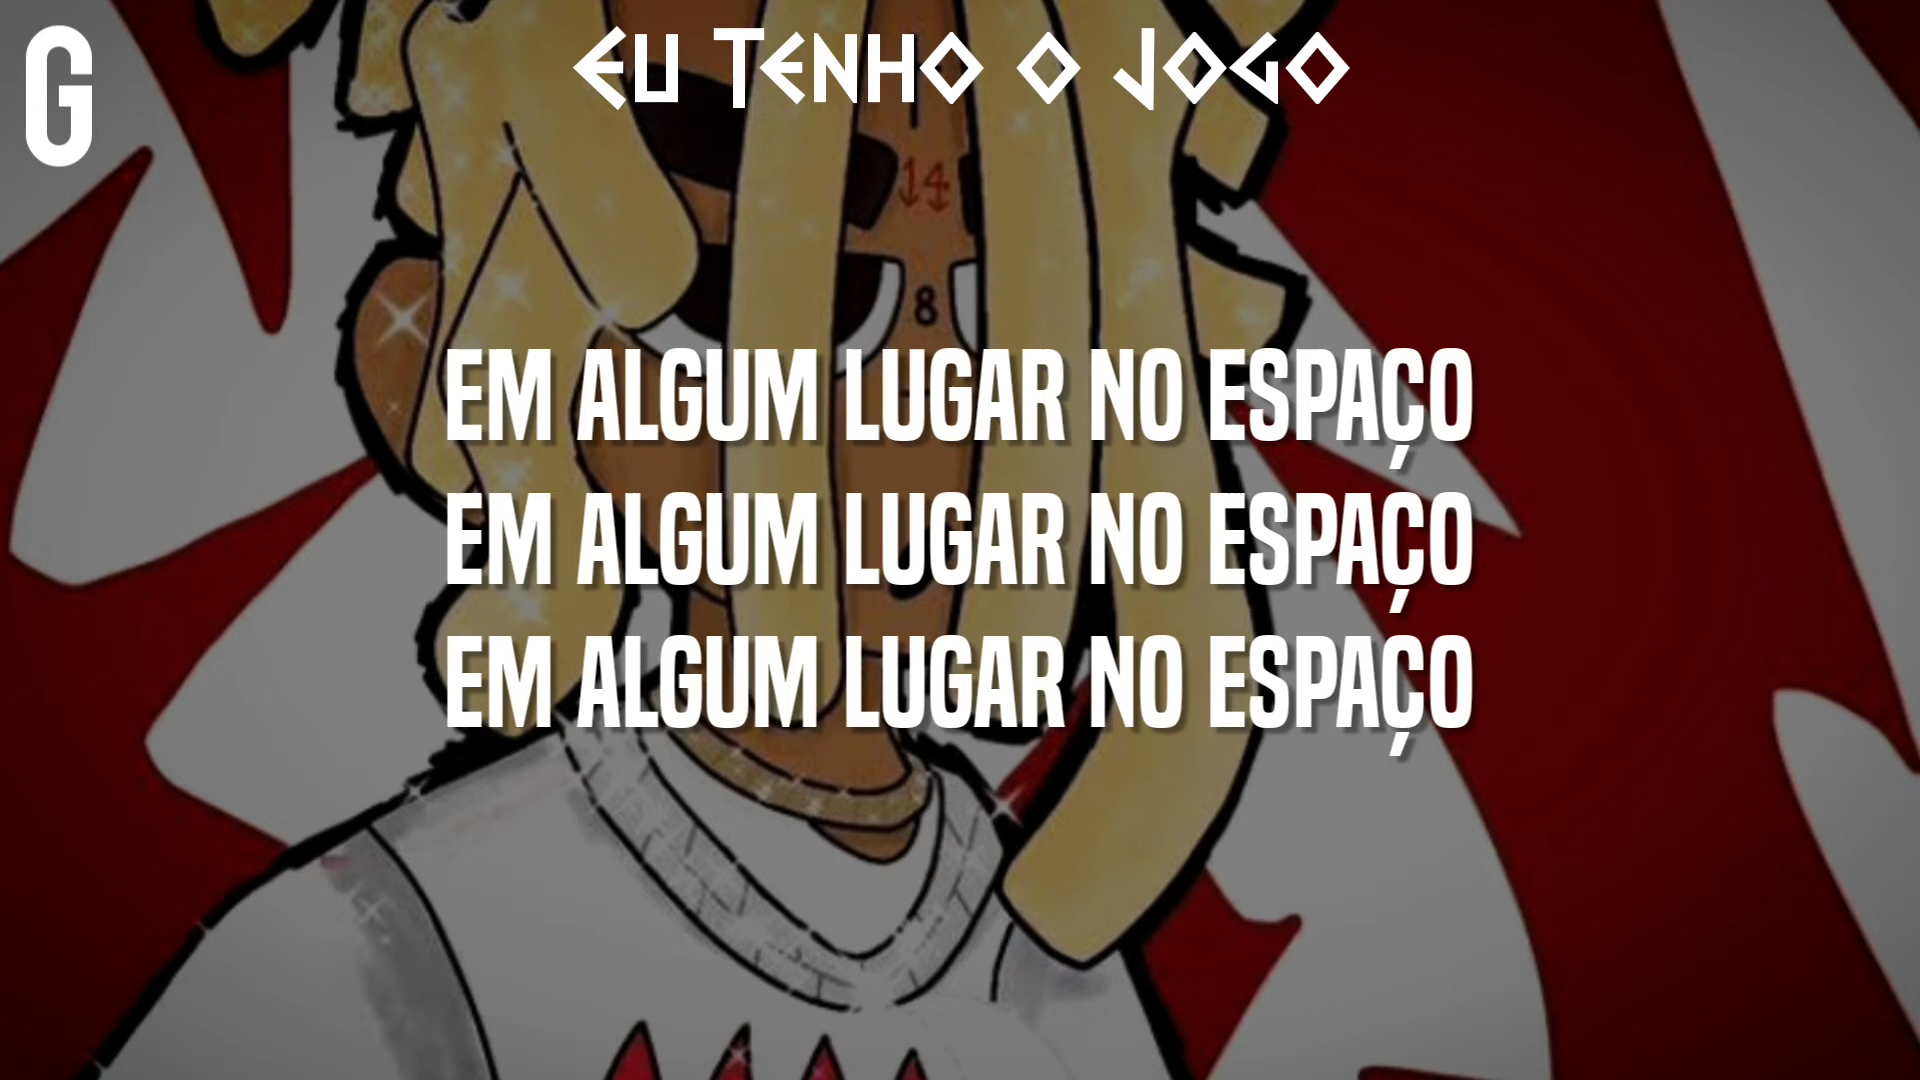 G
EU TENHO O JOGO
14
8
EM ALGUM LUGAR NO ESPAÇO
EM ALGUM LUGAR NO ESPAÇO
EM ALGUM LUGAR NO ESPAÇO